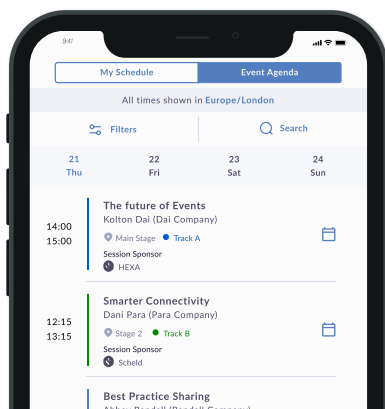 9:47
My Schedule Event Agenda
All times shown in Europe/London
Filters Search
21 22 23 24
Thu Fri Sat Sun
The future of Events
14:00 Kolton Dai (Dai Company)
15:00 Main Stage Track A
Session Sponsor
HEXA
Smarter Connectivity
12:15 Dani Para (Para Company)
13:15 Stage 2 Track B
Session Sponsor
Scheld
Best Practice Sharing